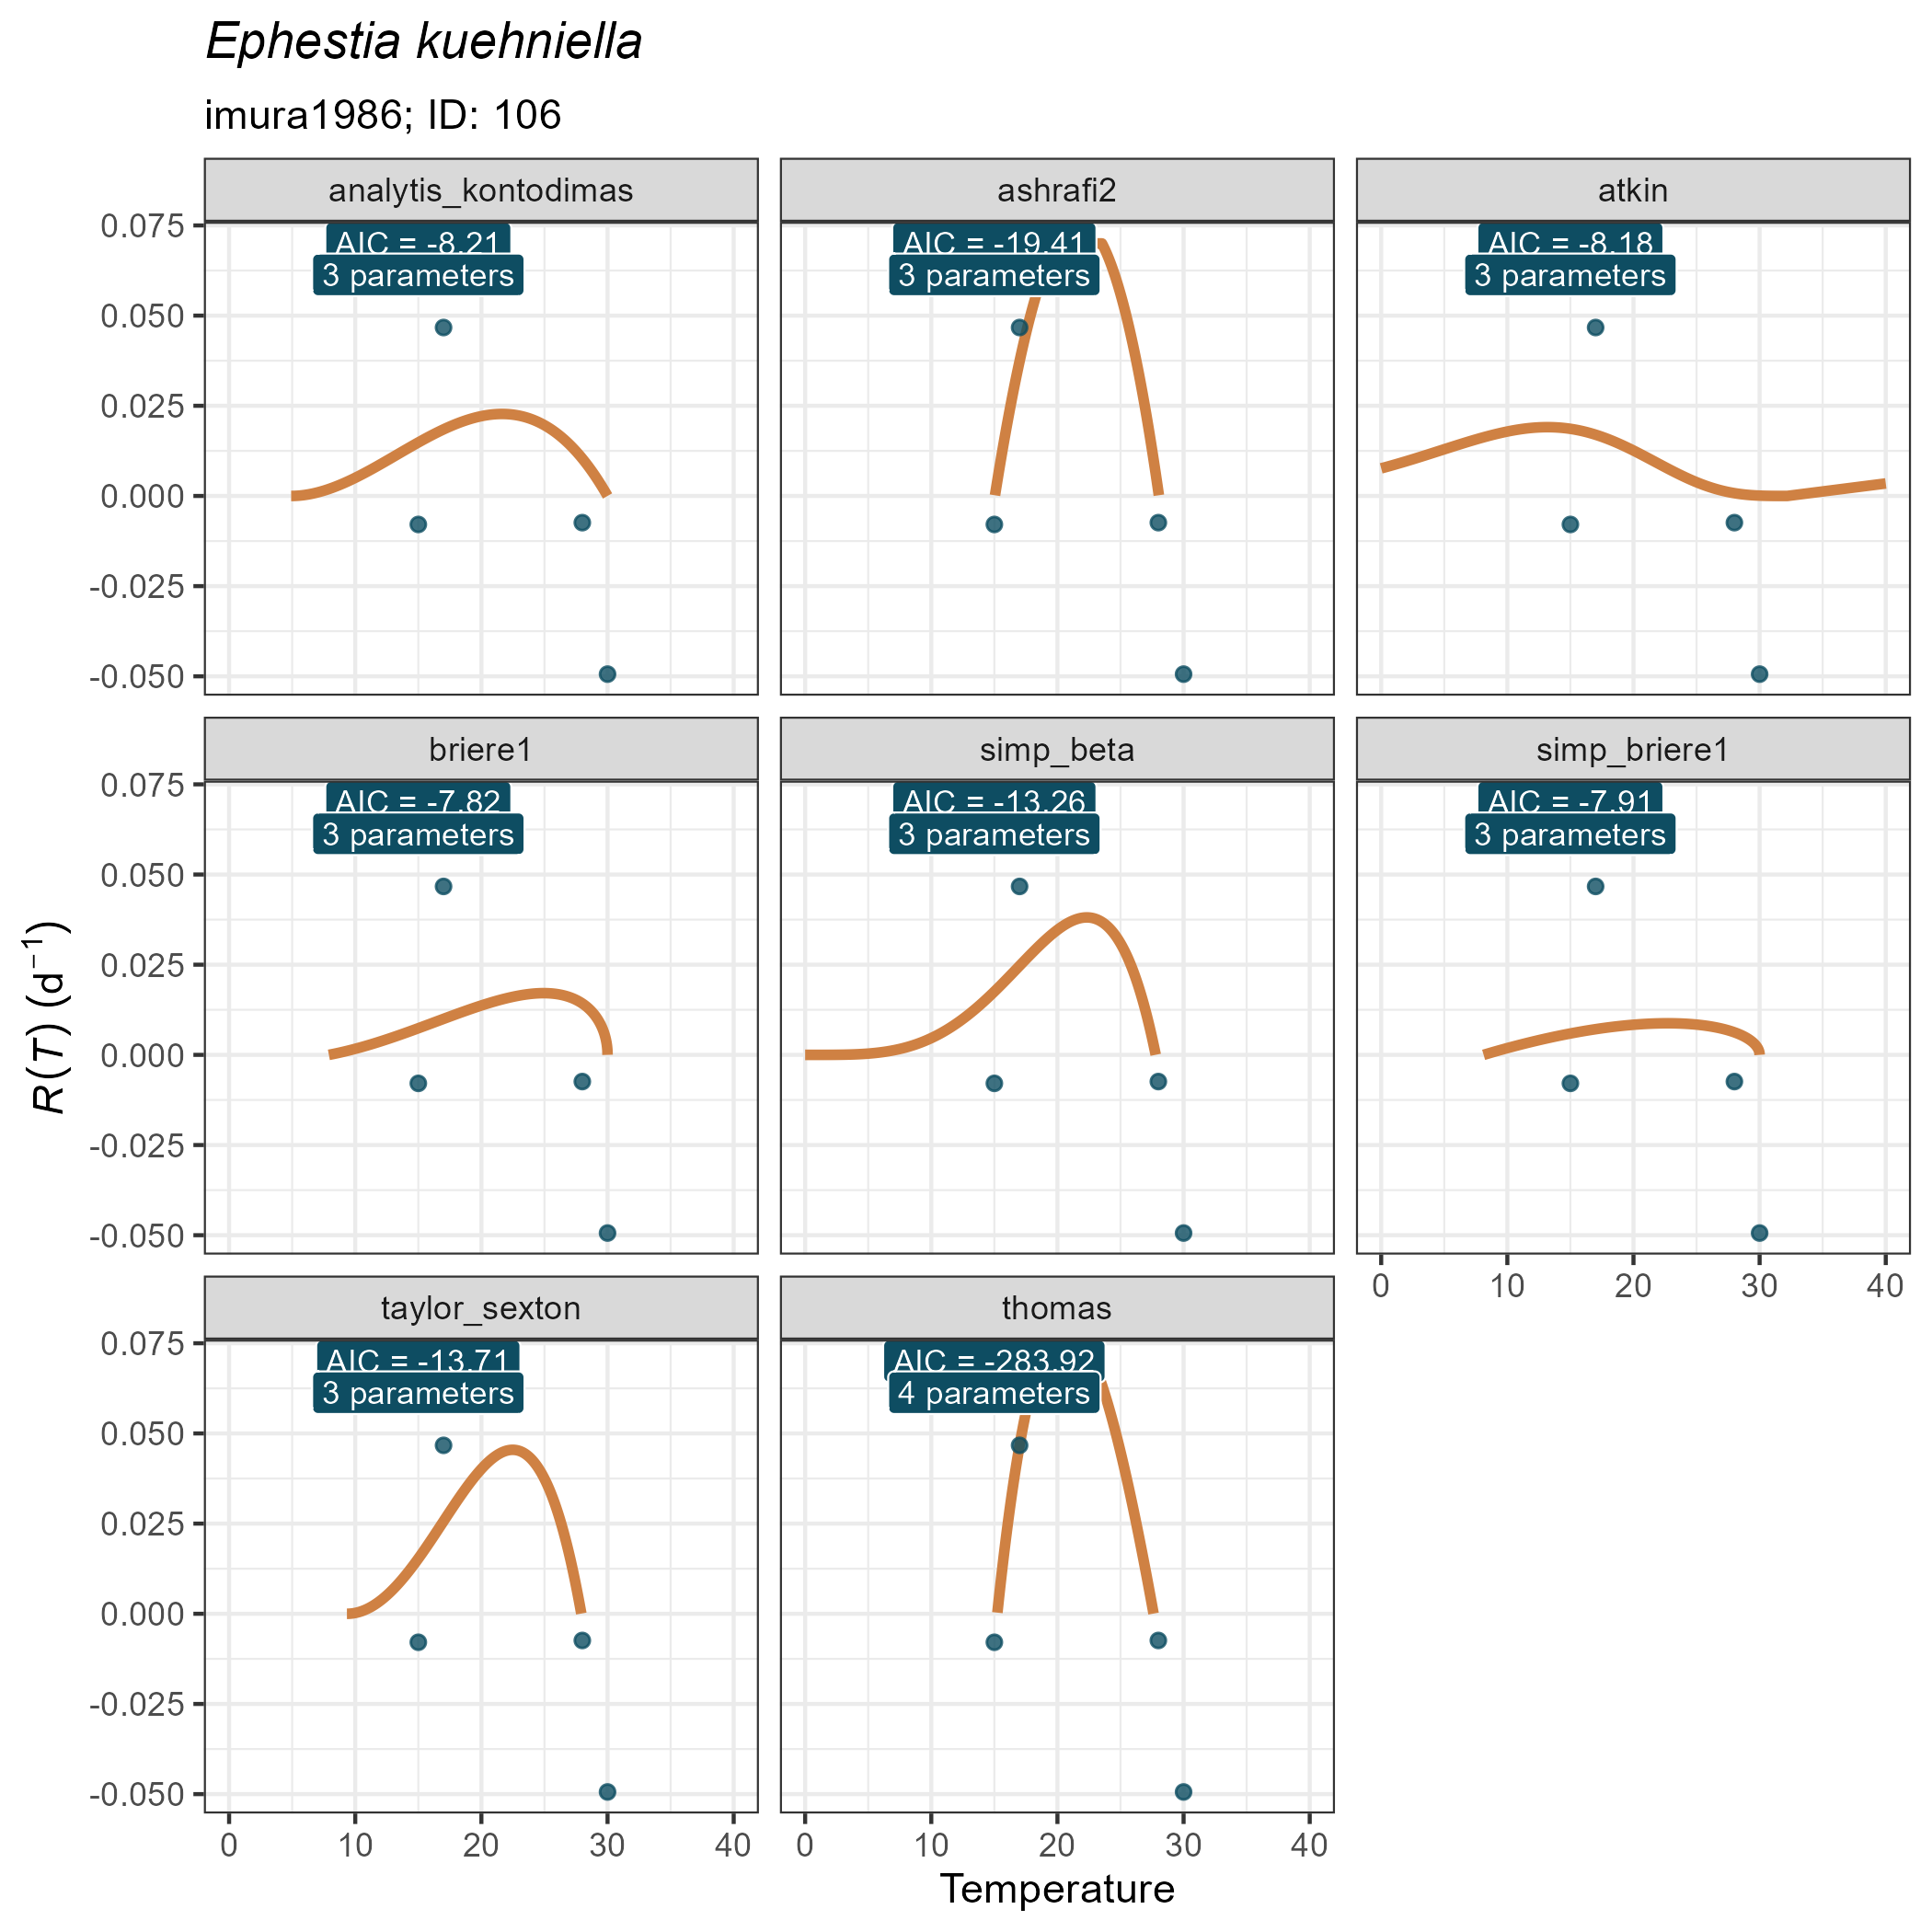 Ephestia kuehniella
imura1986; ID: 106
analytis_kontodimas
ashrafi2
atkin
0.075
0.050
0.025
0.000
-0.025
-0.050
AIC = -8.21
3 parameters
AIC = -19.41
3 parameters
AIC = -8.18
3 parameters
briere1
simp_beta
simp_briere1
0.075
0.050
0.025
0.000
-0.025
-0.050
AIC = -7.82
3 parameters
AIC = -13.26
3 parameters
AIC = -7.91
3 parameters
0 10 20 30 40
taylor_sexton
thomas
0.075
0.050
0.025
0.000
-0.025
-0.050
AIC = -13.71
3 parameters
AIC = -283.92
4 parameters
0 10 20 30 40
0 10 20 30 40
Temperature
R(T) (d⁻¹)